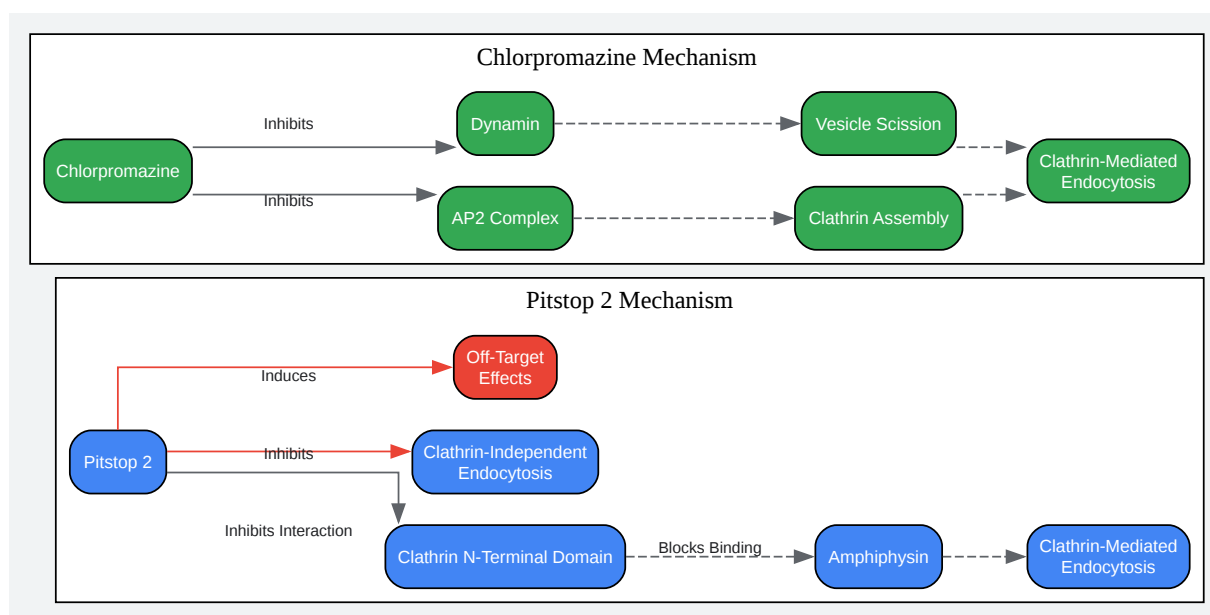 Chlorpromazine Mechanism
Chlorpromazine
Inhibits
Inhibits
Dynamin
AP2 Complex
Vesicle Scission
Clathrin Assembly
Clathrin-Mediated
Endocytosis
Pitstop 2 Mechanism
Pitstop 2
Induces
Off-Target
Effects
Inhibits
Clathrin-Independent
Endocytosis
Inhibits Interaction
Clathrin N-Terminal Domain
Blocks Binding
Amphiphysin
Clathrin-Mediated
Endocytosis